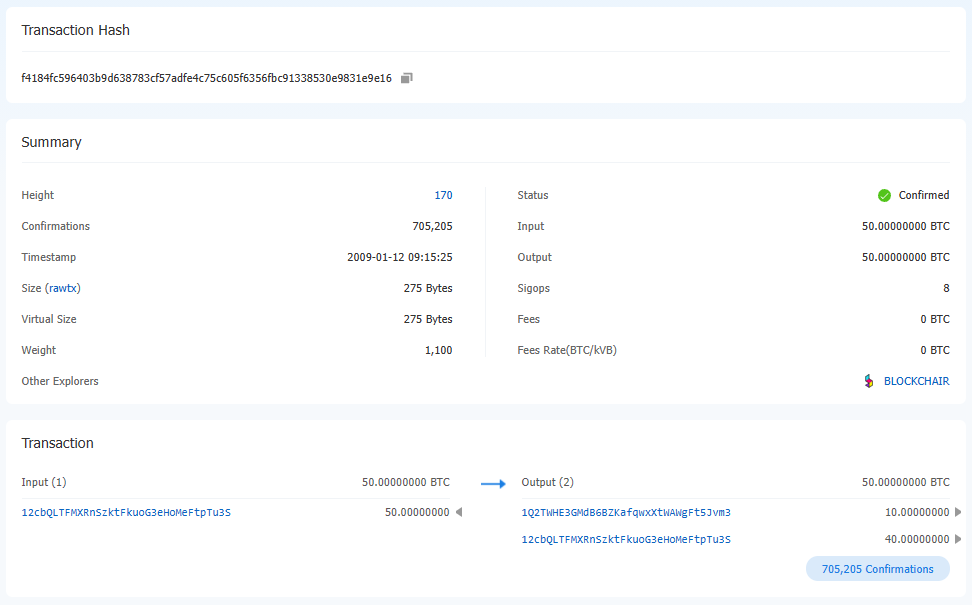 Transaction Hash
f4184fc596403b9d638783cf57adfe4c75c605f6356fbc91338530e9831e9e16
Summary
Height 170
Confirmations 705,205
Timestamp 2009-01-12 09:15:25
Size (rawtx) 275 Bytes
Virtual Size 275 Bytes
Weight 1,100
Other Explorers
Status Confirmed
Input 50.00000000 BTC
Output 50.00000000 BTC
Sigops 8
Fees 0 BTC
Fees Rate(BTC/kVB) 0 BTC
BLOCKCHAIR
Transaction
Input (1) 50.00000000 BTC
12cbQLTFMXRnSzktFkuoG3eHoMeFtpTu3S 50.00000000
Output (2) 50.00000000 BTC
1Q2TWHE3GMdB6BZKafqwxXtWAWgFt5Jvm3 10.00000000
12cbQLTFMXRnSzktFkuoG3eHoMeFtpTu3S 40.00000000
705,205 Confirmations